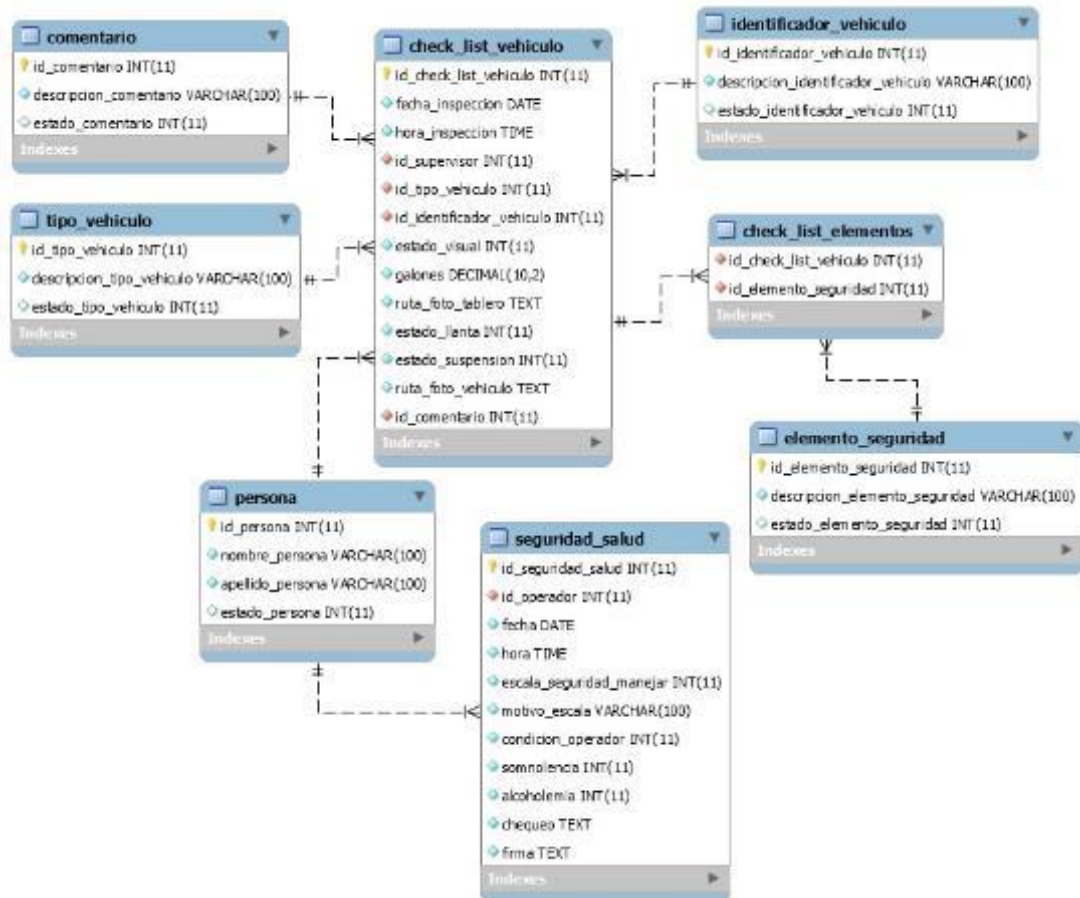 comentario
id_comentario INT(11)
descripcion_comentario VARCHAR(100)
estado_comentario INT(11)
Indexes
tipo_vehiculo
id_tipo_vehiculo INT(11)
descripcion_tipo_vehiculo VARCHAR(100)
estado_tipo_vehiculo INT(11)
Indexes
check_list_vehiculo
id_check_list_vehiculo INT(11)
fecha_inspeccion DATE
hora_inspeccion TIME
id_supervisor INT(11)
id_tipo_vehiculo INT(11)
id_identificador_vehiculo INT(11)
estado_visual INT(11)
galones DECIMAL(10,2)
ruta_foto_tablero TEXT
estado_llanta INT(11)
estado_suspension INT(11)
ruta_foto_vehiculo TEXT
id_comentario INT(11)
Indexes
identificador_vehiculo
id_identificador_vehiculo INT(11)
descripcion_identificador_vehiculo VARCHAR(100)
estado_identificador_vehiculo INT(11)
Indexes
check_list_elementos
id_check_list_vehiculo INT(11)
id_elemento_seguridad INT(11)
Indexes
elemento_seguridad
id_elemento_seguridad INT(11)
descripcion_elemento_seguridad VARCHAR(100)
estado_elemento_seguridad INT(11)
Indexes
persona
id_persona INT(11)
nombre_persona VARCHAR(100)
apellido_persona VARCHAR(100)
estado_persona INT(11)
Indexes
seguridad_salud
id_seguridad_salud INT(11)
id_operador INT(11)
fecha DATE
hora TIME
escala_seguridad_manejar INT(11)
motivo_escala VARCHAR(100)
condicion_operador INT(11)
somnolencia INT(11)
alcoholemia INT(11)
chequeo TEXT
firma TEXT
Indexes